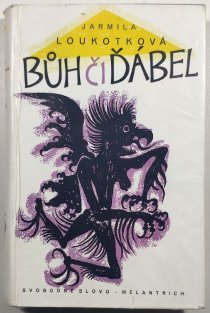 JARMILA
LOUKOTKOVÁ
BŮH či ĎÁBEL
SVOBODNÉ SLOVO - MELANTRICH